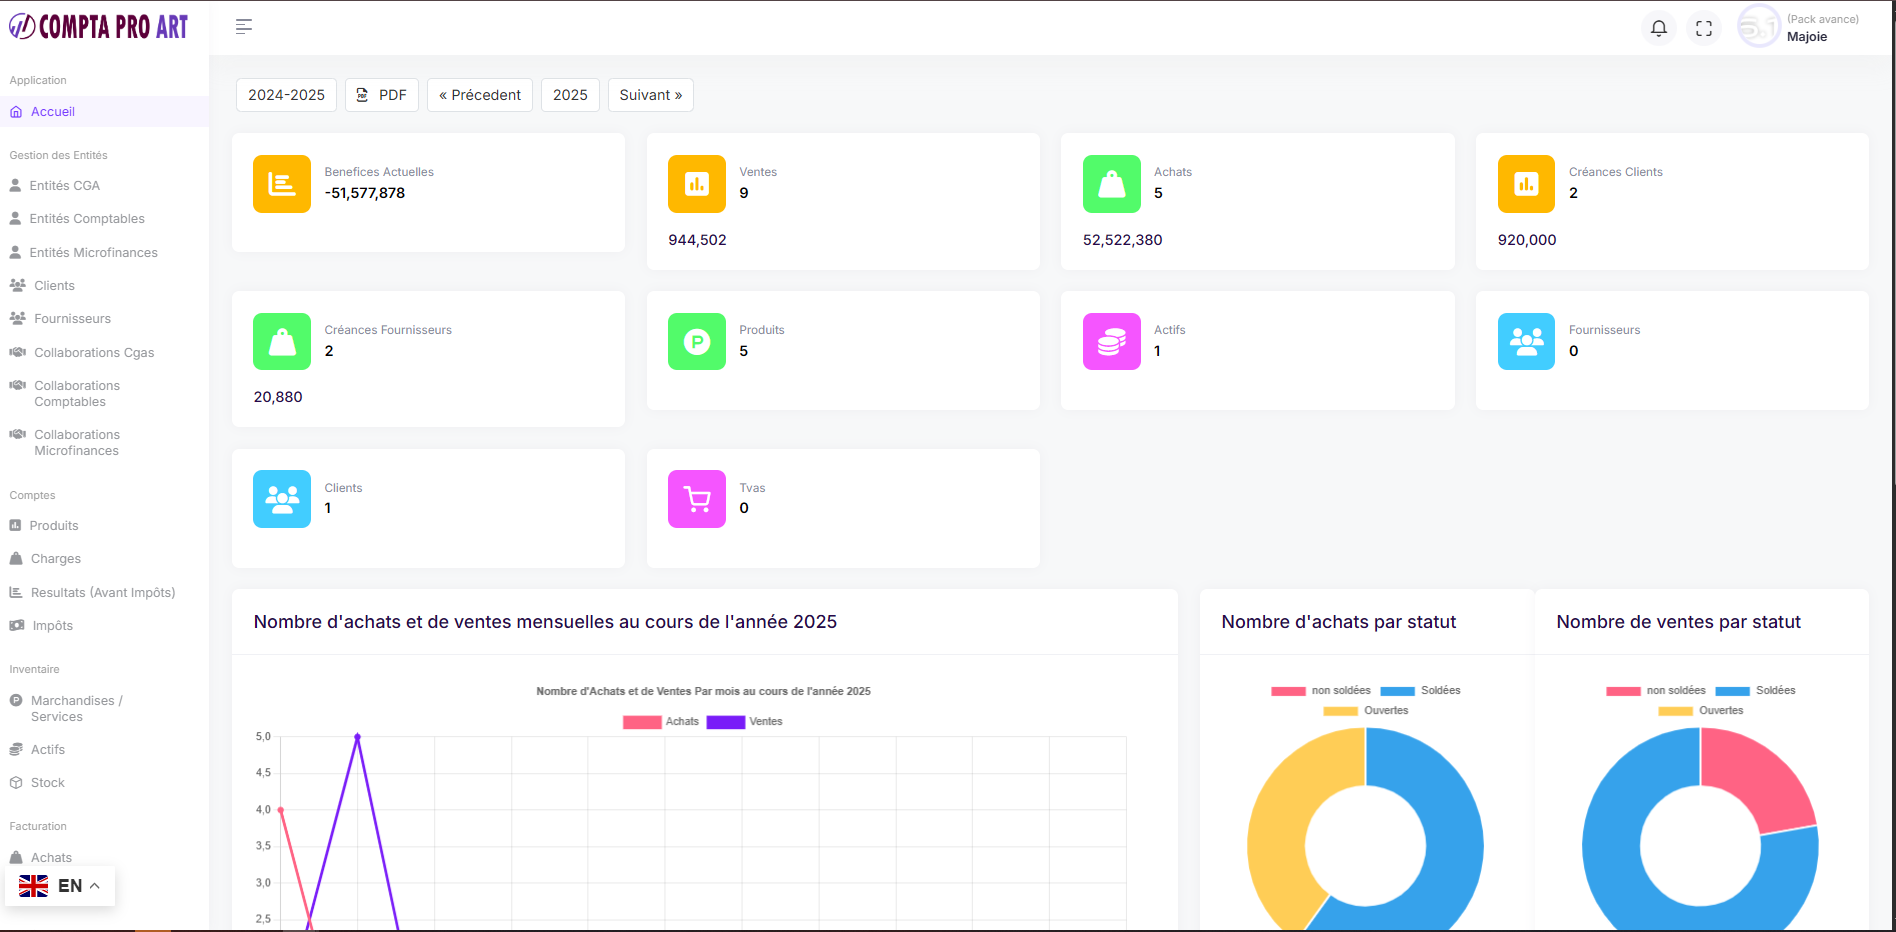 COMPTA PRO ART
(Pack avance)
Majoie
Application
Accueil
Gestion des Entités
Entités CGA
Entités Comptables
Entités Microfinances
Clients
Fournisseurs
Collaborations Cgas
Collaborations
Comptables
Collaborations
Microfinances
Comptes
Produits
Charges
Resultats (Avant Impôts)
Impôts
Inventaire
Marchandises /
Services
Actifs
Stock
Facturation
Achats
EN
2024-2025
PDF
« Précedent
2025
Suivant »
Benefices Actuelles
-51,577,878
Ventes
9
944,502
Achats
5
52,522,380
Créances Clients
2
920,000
Créances Fournisseurs
2
20,880
Produits
5
Actifs
1
Fournisseurs
0
Clients
1
Tvas
0
Nombre d'achats et de ventes mensuelles au cours de l'année 2025
Nombre d'Achats et de Ventes Par mois au cours de l'année 2025
Achats
Ventes
5,0
4,5
4,0
3,5
3,0
2,5
Nombre d'achats par statut
non soldées
Soldées
Ouvertes
Nombre de ventes par statut
non soldées
Soldées
Ouvertes